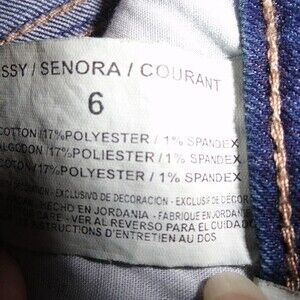 SSY / SENORA / COURANT
6
COTTON / 17% POLYESTER / 1% SPANDEX
ALGODON / 17% POLIESTER / 1% SPANDEX
COTON / 17% POLYESTER / 1% SPANDEX
DECORATION - EXCLUSIVO DE DECORACION - EXCLUSIF DE DECOR
HECHO EN JORDANIA - FABRIQUE EN JORDANIE
CARE - VER AL REVERSO PARA EL CUIDADO
INSTRUCTIONS D'ENTRETIEN AU DOS